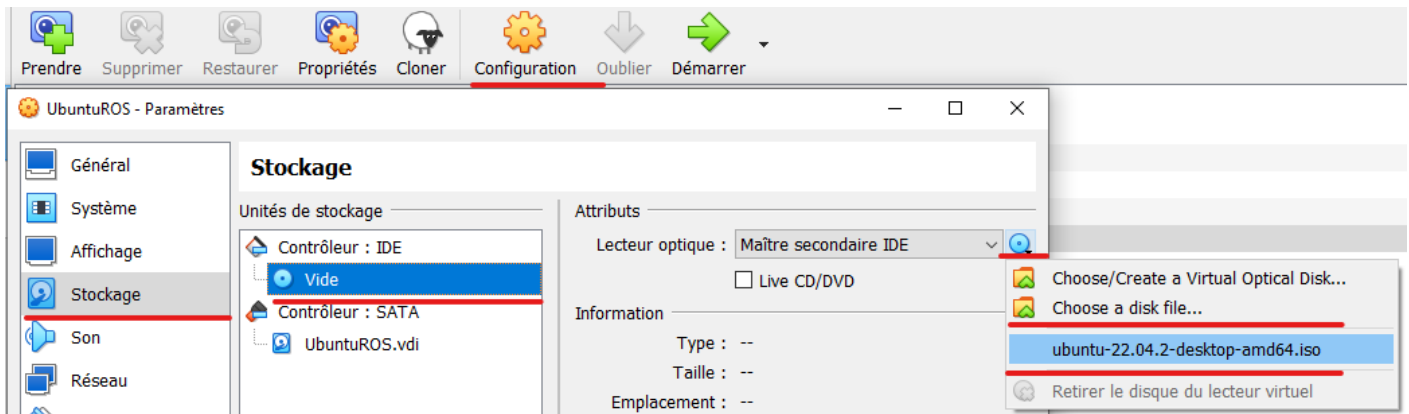 Prendre Supprimer Restaurer Propriétés Cloner Configuration Oublier Démarrer
UbuntuROS - Paramètres
Général
Système
Affichage
Stockage
Son
Réseau
Stockage
Unités de stockage
Contrôleur : IDE
Vide
Contrôleur : SATA
UbuntuROS.vdi
Attributs
Lecteur optique : Maître secondaire IDE
Live CD/DVD
Information
Type : --
Taille : --
Emplacement : --
Choose/Create a Virtual Optical Disk...
Choose a disk file...
ubuntu-22.04.2-desktop-amd64.iso
Retirer le disque du lecteur virtuel